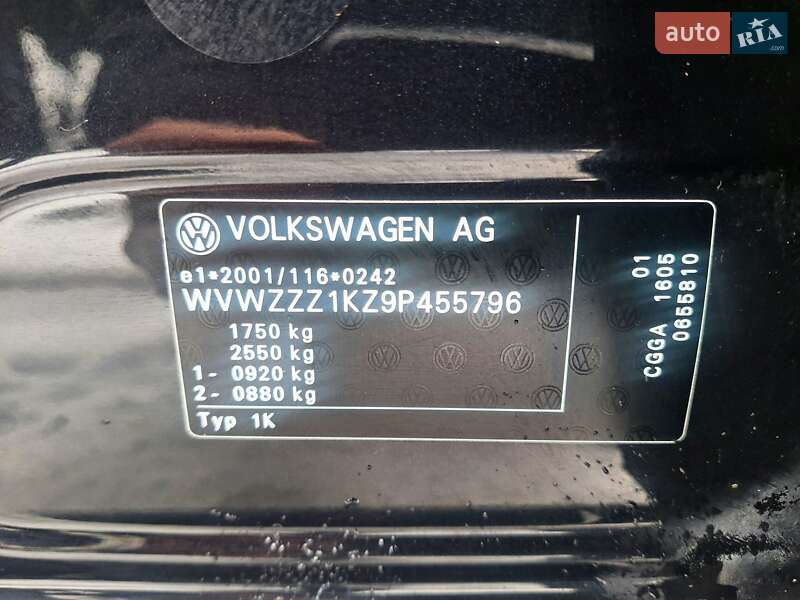 auto RIA .com
VOLKSWAGEN AG
e1*2001/116*0242
WVWZZZ1KZ9P455796
1750 kg
2550 kg
1- 0920 kg
2- 0880 kg
Typ 1K
01
CGGA 1605
0655810